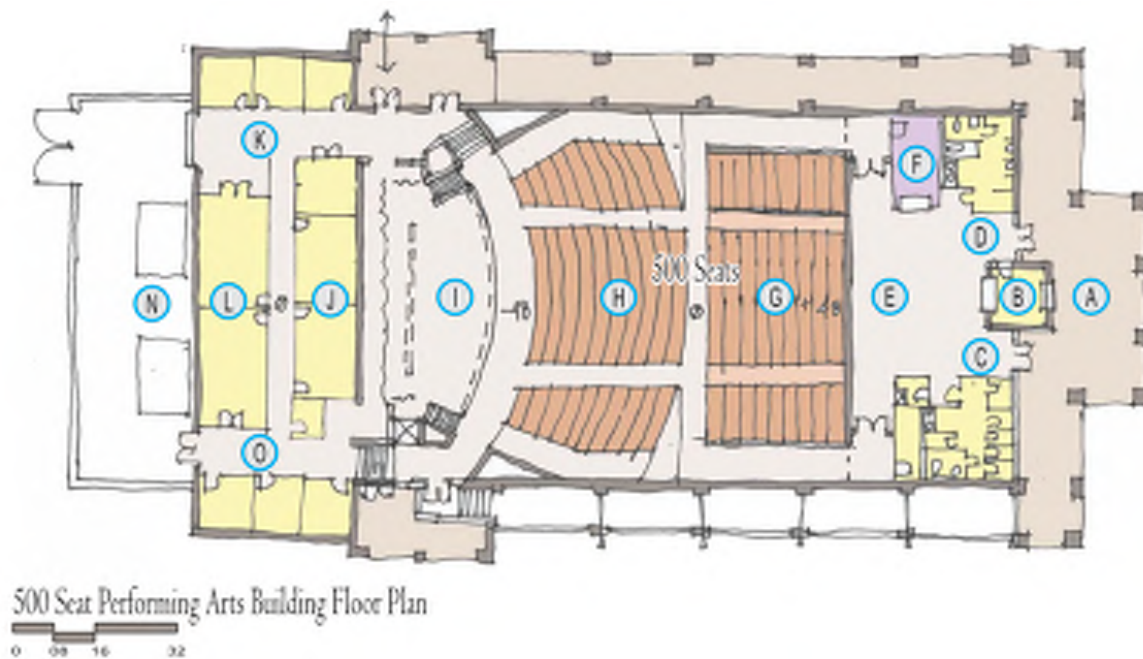 K
F
D
500 Seats
N
L
J
I
H
G
E
B
A
C
O
500 Seat Performing Arts Building Floor Plan
0 08 16 32